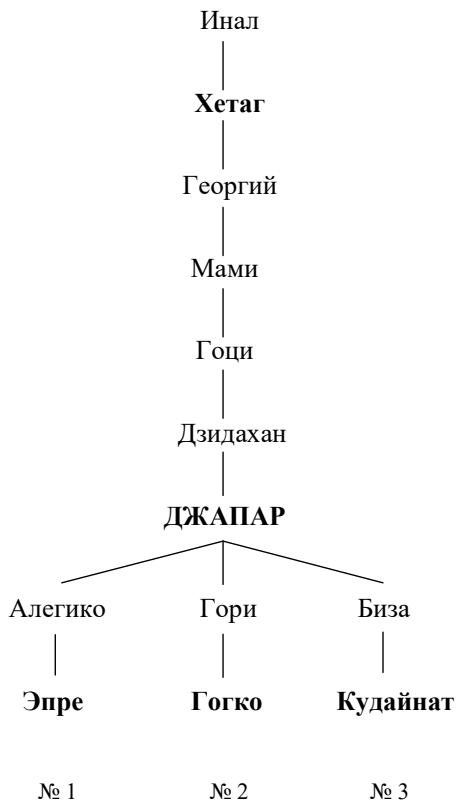 Инал
Хетаг
Георгий
Мами
Гоци
Дзидахан
ДЖАПАР
Алегико Гори Биза
Эпре Гогко Кудайнат
№ 1 № 2 № 3